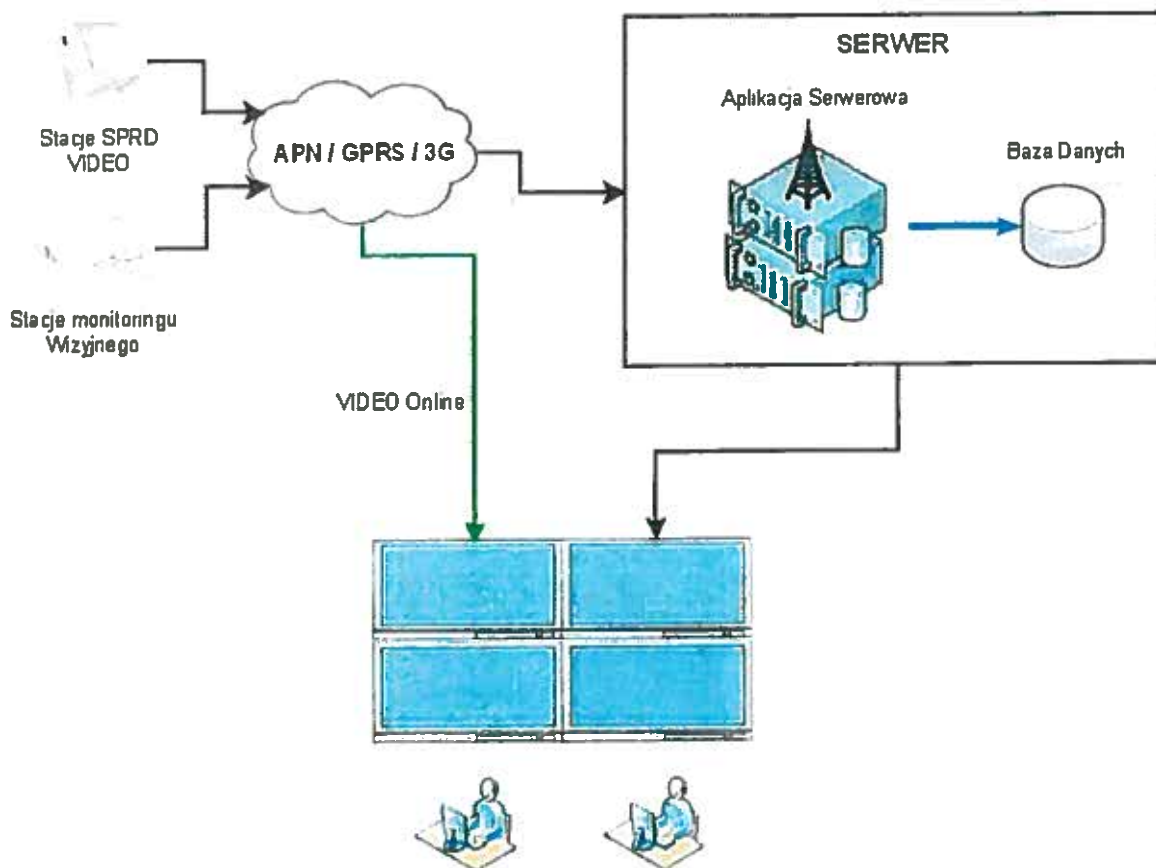 SERWER
Aplikacja Serwerowa
Baza Danych
Stacje SPRD
VIDEO
APN / GPRS / 3G
Stacje monitoringu
Wizyjnego
VIDEO Online